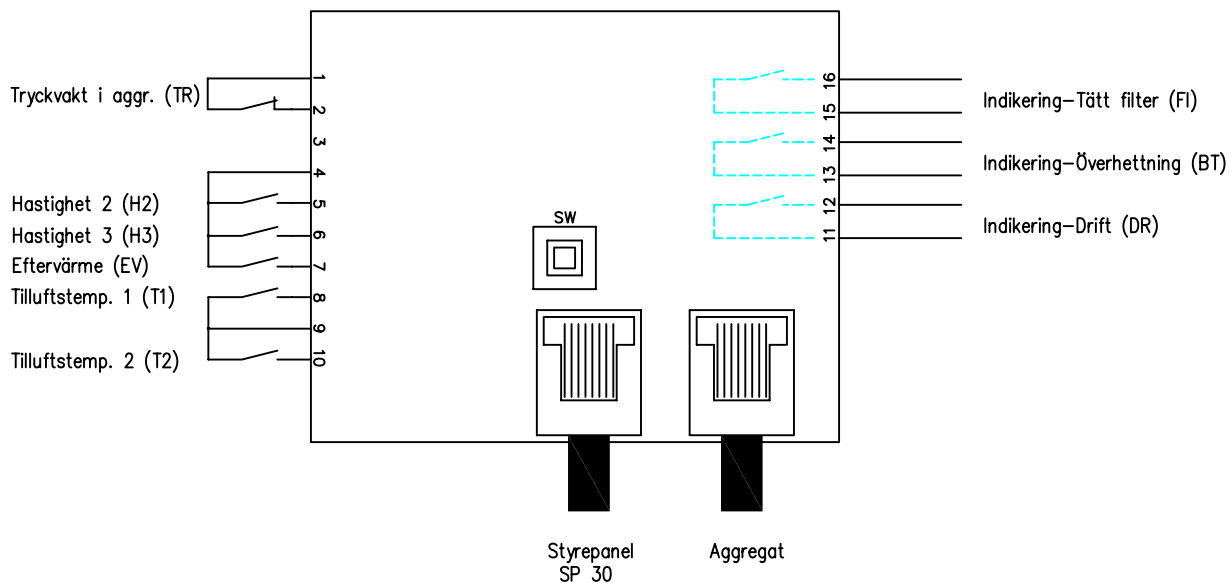 Tryckvakt i aggr. (TR)
Hastighet 2 (H2)
Hastighet 3 (H3)
Eftervärme (EV)
Tilluftstemp. 1 (T1)
Tilluftstemp. 2 (T2)
1
2
3
4
5
6
7
8
9
10
SW
16
15
14
13
12
11
Indikering-Tätt filter (FI)
Indikering-Överhettning (BT)
Indikering-Drift (DR)
Styrepanel
SP 30
Aggregat